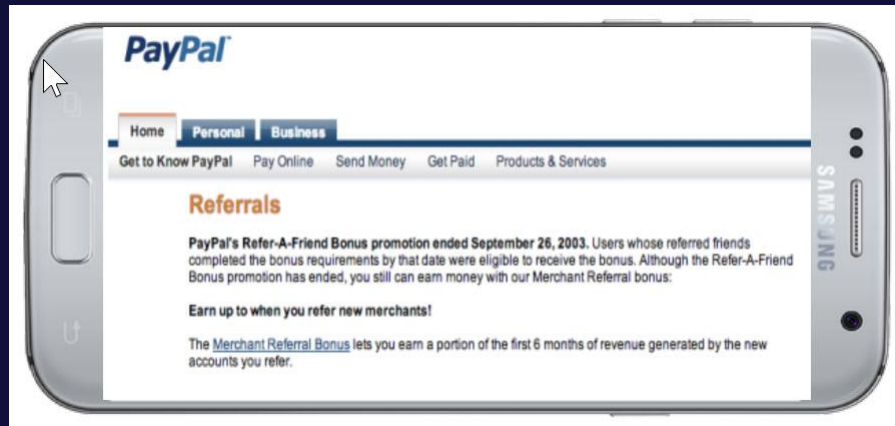 PayPal
Home Personal Business
Get to Know PayPal Pay Online Send Money Get Paid Products & Services
Referrals
PayPal's Refer-A-Friend Bonus promotion ended September 26, 2003. Users whose referred friends
completed the bonus requirements by that date were eligible to receive the bonus. Although the Refer-A-Friend
Bonus promotion has ended, you still can earn money with our Merchant Referral bonus:
Earn up to when you refer new merchants!
The Merchant Referral Bonus lets you earn a portion of the first 6 months of revenue generated by the new
accounts you refer.
SAMSUNG